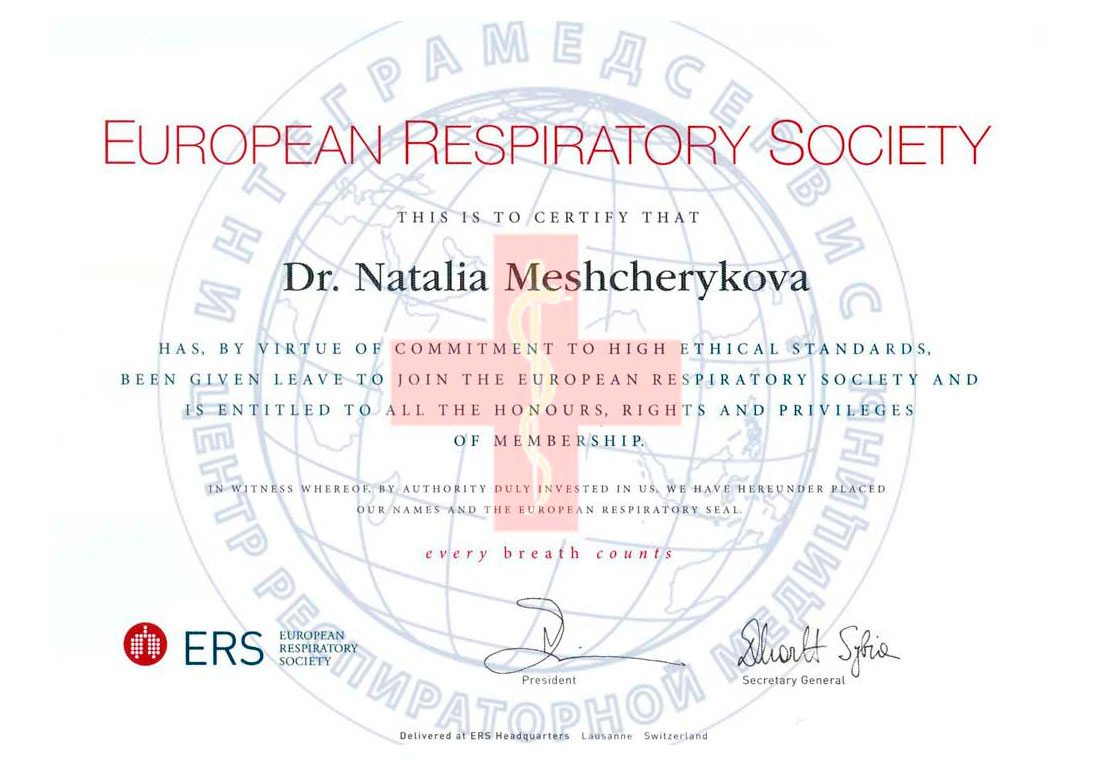 ИНТЕГРАМЕДСЕРВИС
EUROPEAN RESPIRATORY SOCIETY
THIS IS TO CERTIFY THAT
Dr. Natalia Meshcherykova
HAS, BY VIRTUE OF COMMITMENT TO HIGH ETHICAL STANDARDS,
BEEN GIVEN LEAVE TO JOIN THE EUROPEAN RESPIRATORY SOCIETY AND
IS ENTITLED TO ALL THE HONOURS, RIGHTS AND PRIVILEGES
OF MEMBERSHIP.
IN WITNESS WHEREOF, BY AUTHORITY DULY INVESTED IN US, WE HAVE HEREUNDER PLACED
OUR NAMES AND THE EUROPEAN RESPIRATORY SEAL.
every breath counts
ERS
EUROPEAN
RESPIRATORY
SOCIETY
President
Secretary General
ЦЕНТР РЕСПИРАТОРНОЙ МЕДИЦИНЫ
Delivered at ERS Headquarters Lausanne Switzerland